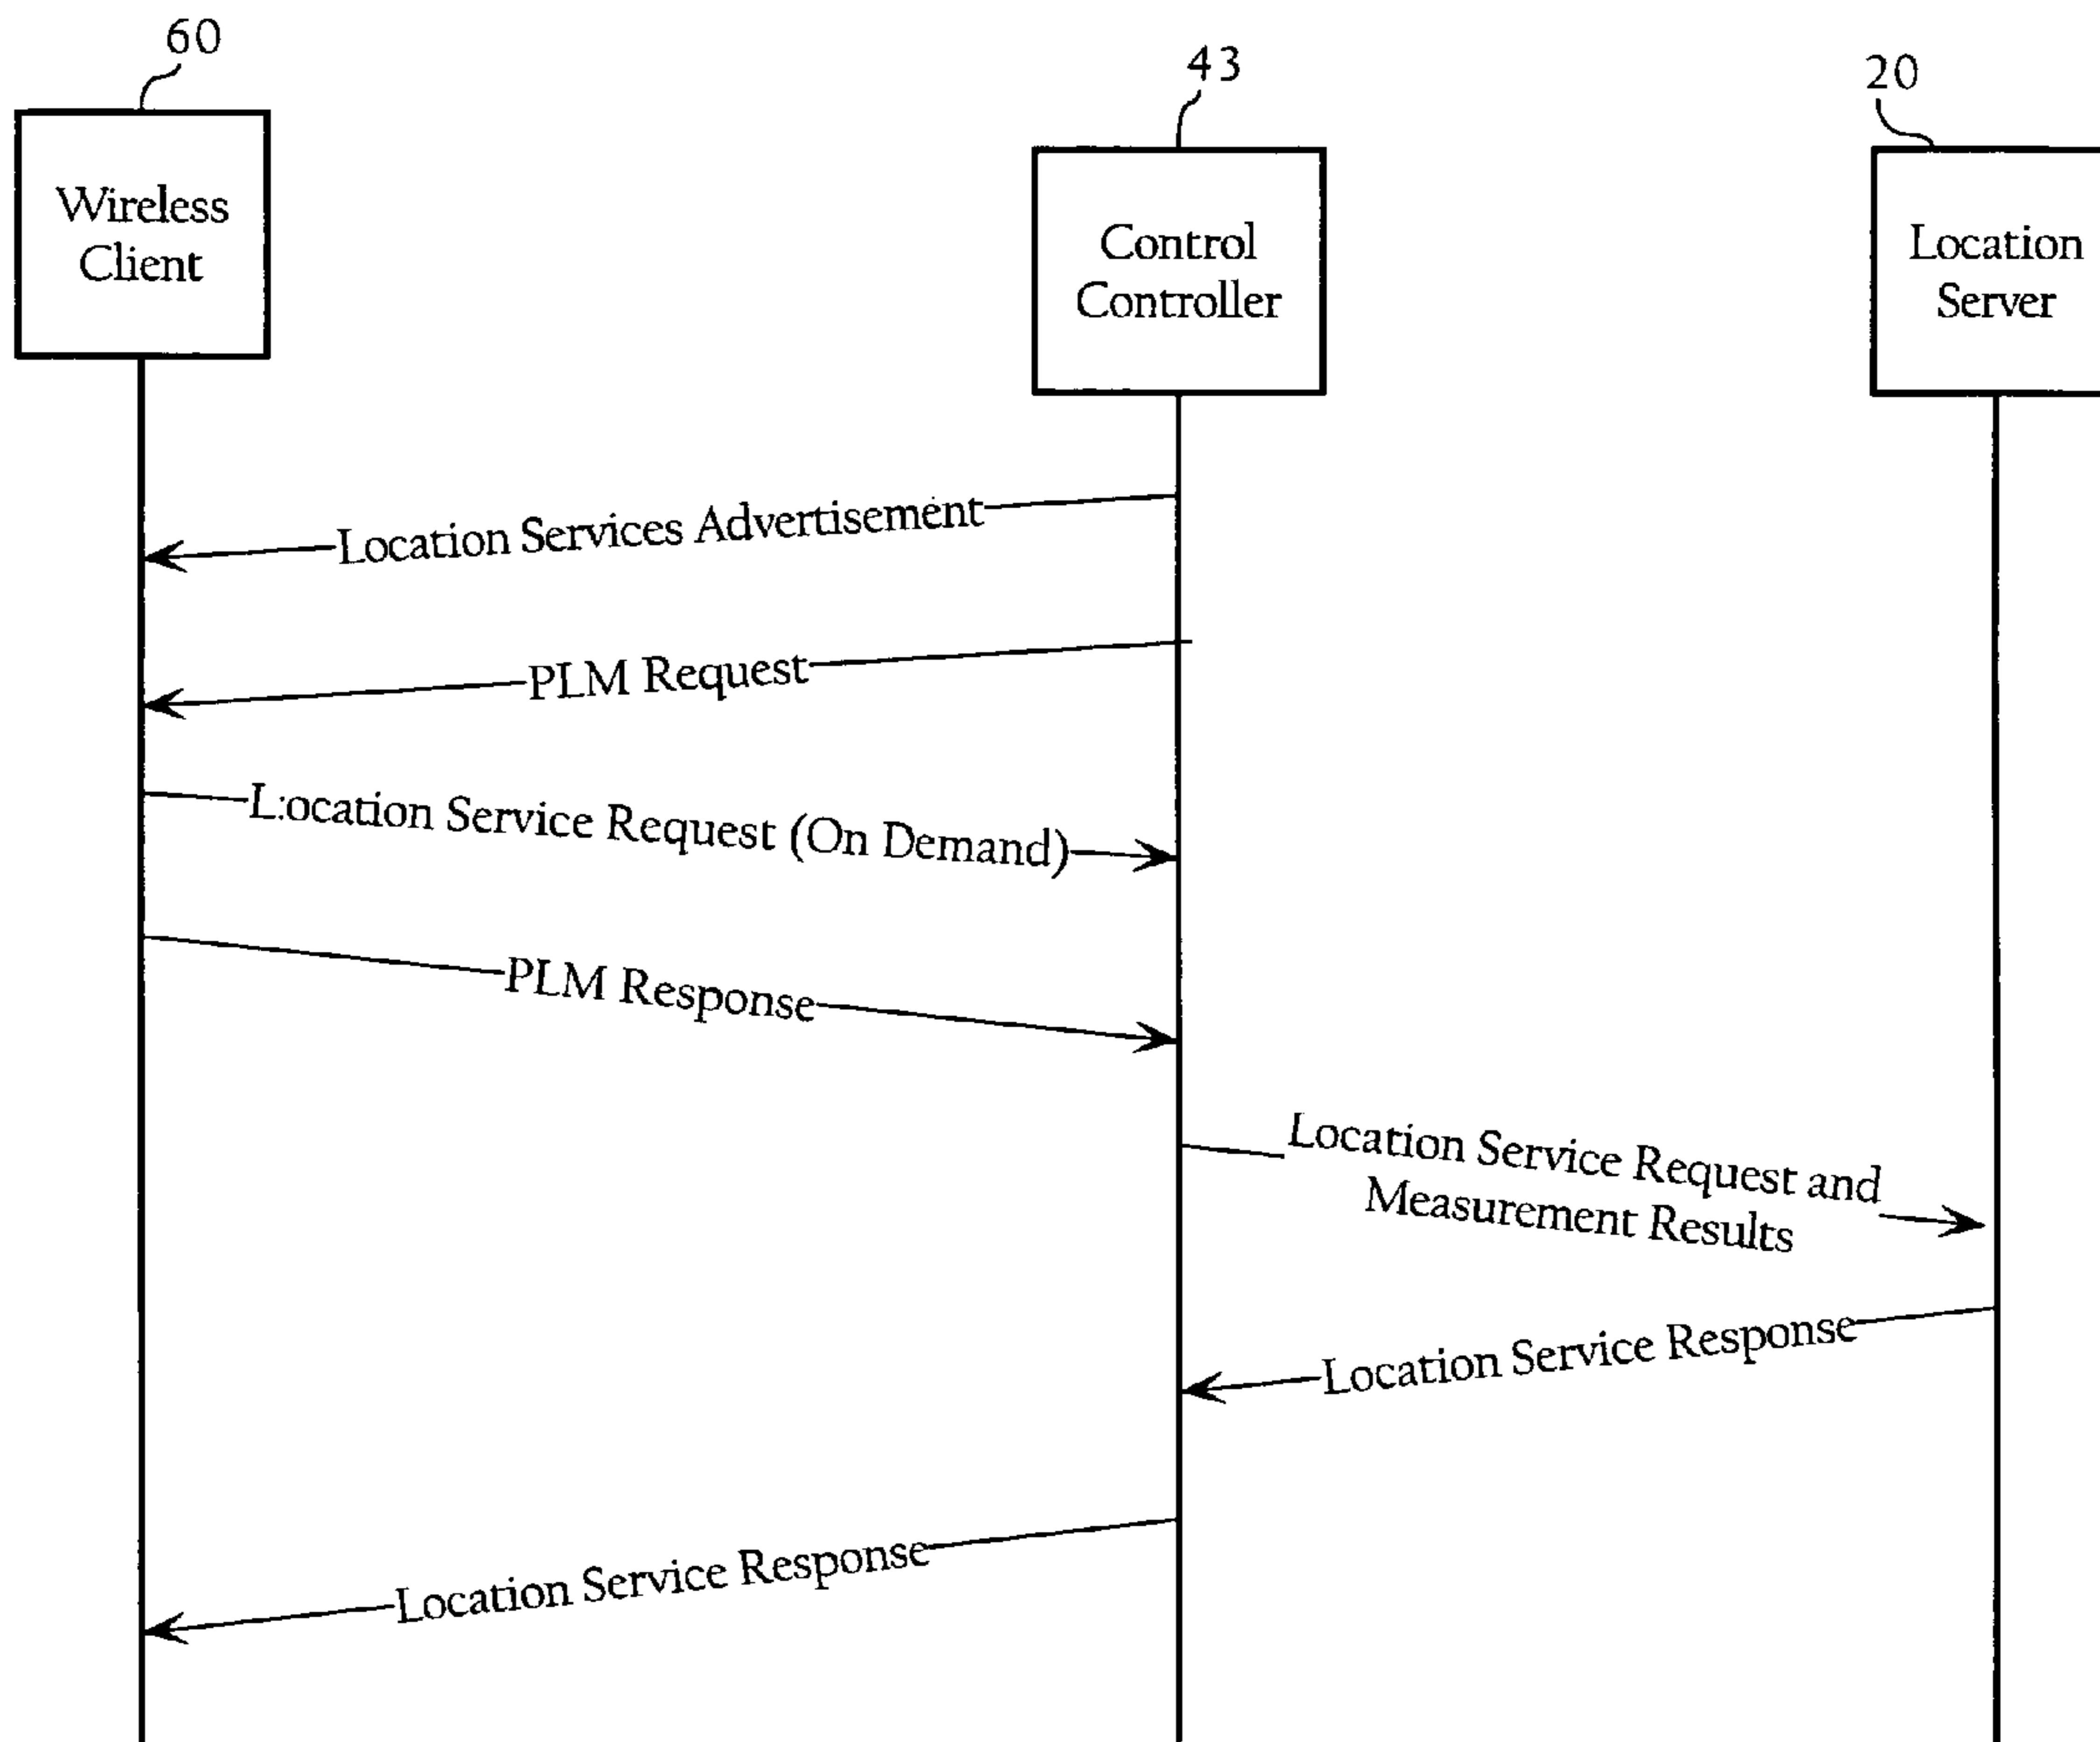 60
43
20
Wireless
Client
Control
Controller
Location
Server
Location Services Advertisement
PLM Request
L:ocation Service Request (On Demand)
PLM Response
Location Service Request and
Measurement Results
Location Service Response
Location Service Response